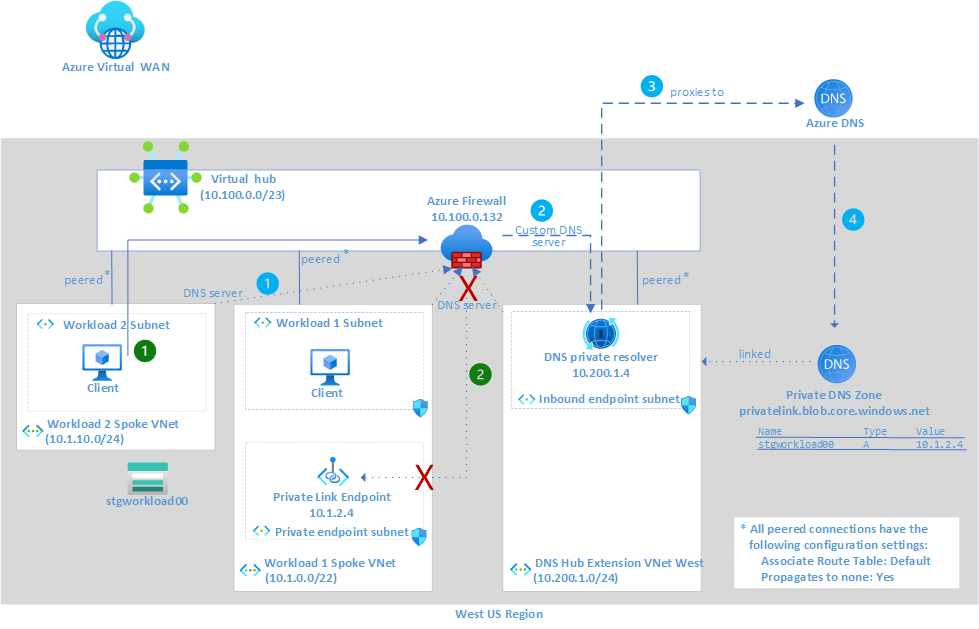 Azure Virtual WAN
3
proxies to
DNS
Azure DNS
Virtual hub
(10.100.0.0/23)
Azure Firewall
10.100.0.132
2
Custom DNS
server
4
peered *
peered *
peered *
1
DNS server
DNS server
Workload 2 Subnet
1
Client
Workload 2 Spoke VNet
(10.1.10.0/24)
stgworkload00
Workload 1 Subnet
Client
X
2
X
Private Link Endpoint
10.1.2.4
Private endpoint subnet
Workload 1 Spoke VNet
(10.1.0.0/22)
DNS private resolver
10.200.1.4
Inbound endpoint subnet
DNS Hub Extension VNet West
(10.200.1.0/24)
linked
DNS
Private DNS Zone
privatelink.blob.core.windows.net
Name Type Value
stgworkload00 A 10.1.2.4
* All peered connections have the
following configuration settings:
Associate Route Table: Default
Propagates to none: Yes
West US Region